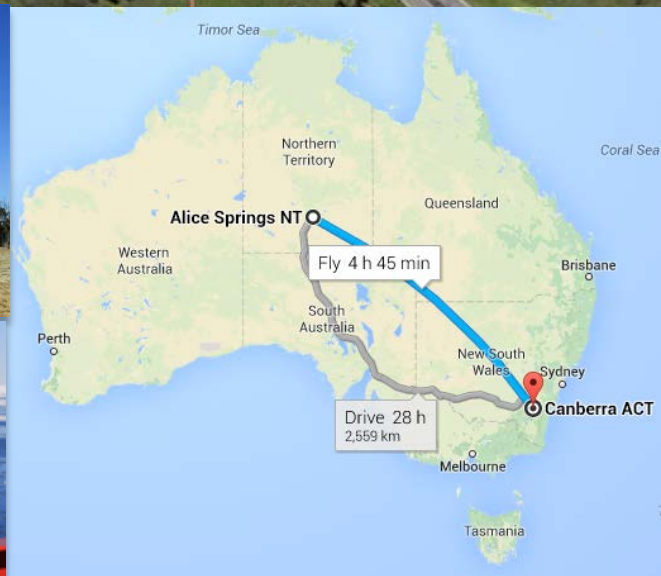 Timor Sea
Northern
Territory
Coral Sea
Alice Springs NT
Queensland
Western
Australia
Fly 4 h 45 min
Brisbane
South
Australia
Perth
New South
Wales
Sydney
Drive 28 h
2,559 km
Canberra ACT
Melbourne
Tasmania